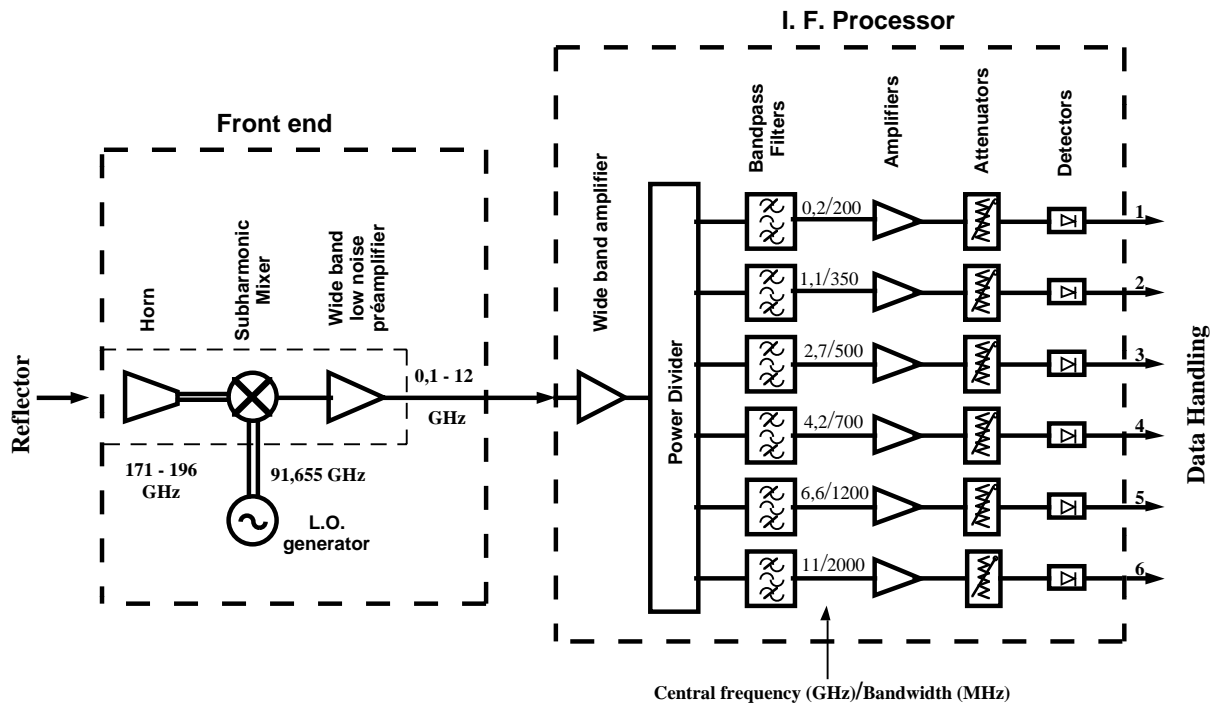 I. F. Processor
Front end
Horn
Subharmonic
Mixer
Wide band
low noise
préamplifier
Wide band amplifier
Bandpass
Filters
Amplifiers
Attenuators
Detectors
Reflector
0,1 - 12
GHz
171 - 196
GHz
91,655 GHz
L.O.
generator
Power Divider
0,2/200
1
1,1/350
2
2,7/500
3
4,2/700
4
6,6/1200
5
11/2000
6
Data Handling
Central frequency (GHz)/Bandwidth (MHz)